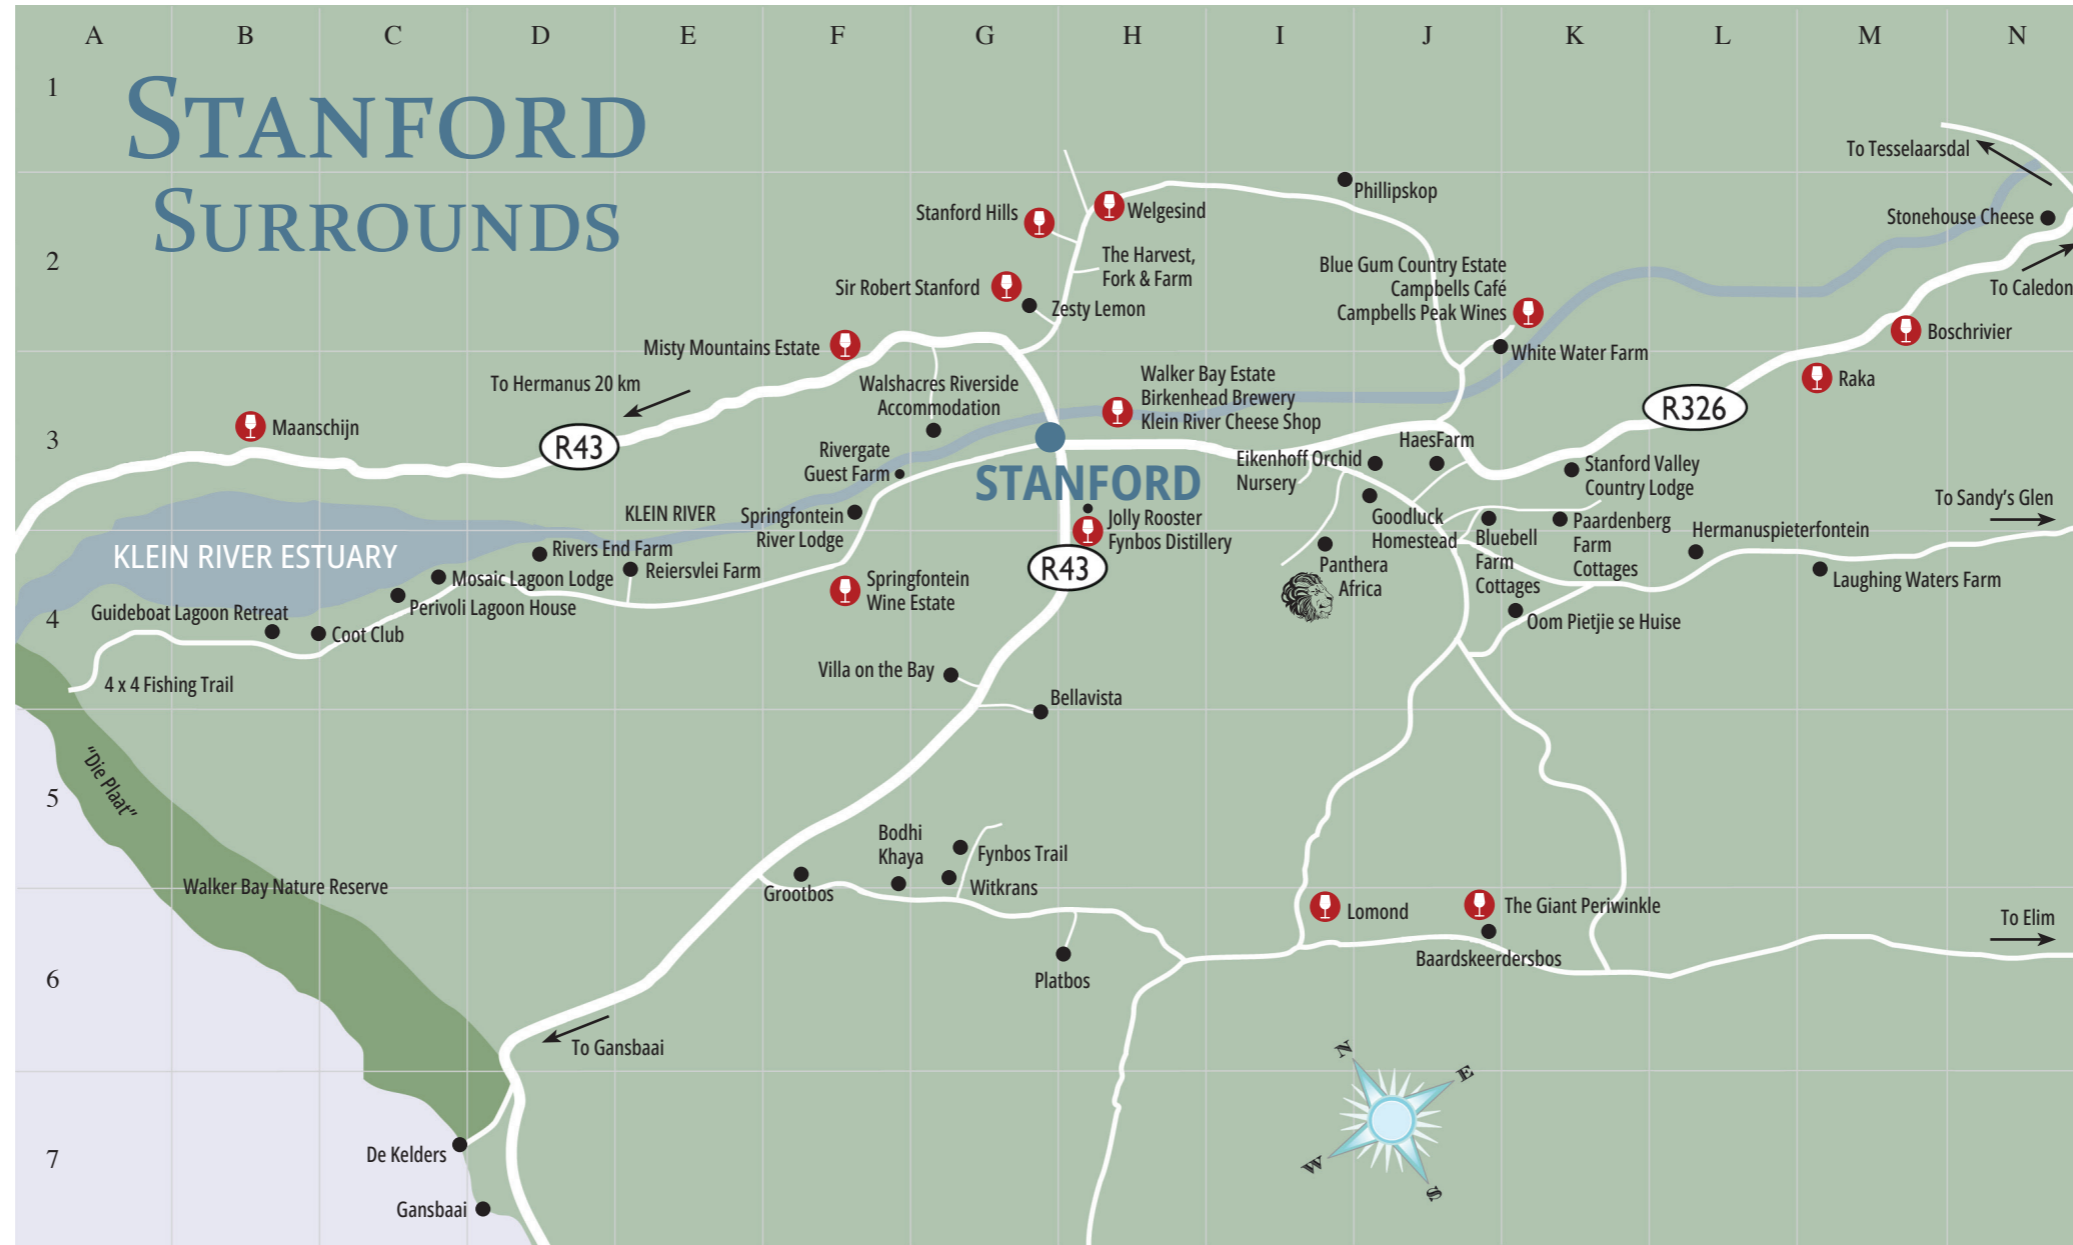 A B C D E F G H I J K L M N
1
STANFORD
SURROUNDS
To Tesselaarsdal
Phillipskop
Stanford Hills
Welgesind
Stonehouse Cheese
2
The Harvest,
Fork & Farm
Blue Gum Country Estate
Campbells Café
Campbells Peak Wines
Sir Robert Stanford
Zesty Lemon
To Caledon
Boschrivier
Misty Mountains Estate
White Water Farm
To Hermanus 20 km
Walshacres Riverside
Accommodation
Walker Bay Estate
Birkenhead Brewery
Klein River Cheese Shop
Raka
R326
3
Maanschijn
R43
Rivergate
Guest Farm
STANFORD
HaesFarm
Eikenhoff Orchid
Nursery
Stanford Valley
Country Lodge
To Sandy’s Glen
KLEIN RIVER
Springfontein
River Lodge
Jolly Rooster
Fynbos Distillery
Goodluck
Homestead
Bluebell
Farm
Cottages
Paardenberg
Farm
Cottages
Hermanuspieterfontein
KLEIN RIVER ESTUARY
Rivers End Farm
Reiersvlei Farm
Mosaic Lagoon Lodge
Perivoli Lagoon House
R43
Panthera
Africa
Laughing Waters Farm
4
Guideboat Lagoon Retreat
Coot Club
Springfontein
Wine Estate
Oom Pietjie se Huise
4 x 4 Fishing Trail
Villa on the Bay
Bellavista
5
“Die Plaat”
Bodhi
Khaya
Fynbos Trail
Walker Bay Nature Reserve
Grootbos
Witkrans
Lomond
The Giant Periwinkle
To Elim
6
Platbos
Baardskeerdersbos
To Gansbaai
N
E
W
S
7
De Kelders
Gansbaai